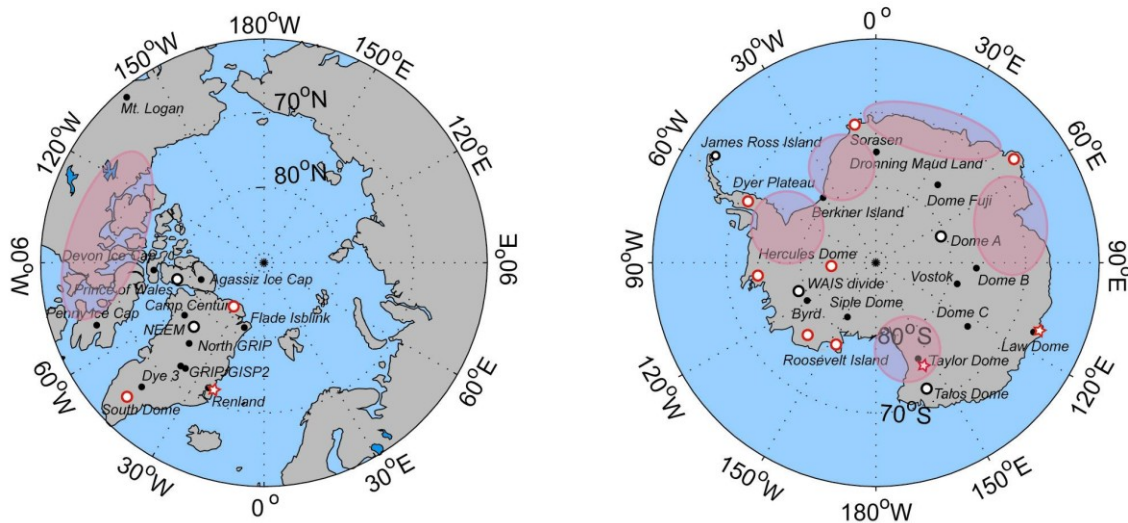 180°W
150°W
150°E
120°W
120°E
90°W
90°E
60°W
30°W
30°E
0°
70°N
80°N
Mt. Logan
Devon Ice Cap
Agassiz Ice Cap
Prince of Wales
Penny Ice Cap
Camp Century
Flade Isblink
NEEM
North GRIP
GRIP/GISP2
Dye 3
Renland
South Dome
0°
30°W
30°E
60°W
60°E
90°W
90°E
120°W
120°E
150°W
150°E
180°W
80°S
70°S
James Ross Island
Sorasen
Dronning Maud Land
Dyer Plateau
Berkner Island
Dome Fuji
Dome A
Hercules Dome
WAIS divide
Vostok
Dome B
Siple Dome
Byrd
Dome C
Law Dome
Roosevelt Island
Taylor Dome
Talos Dome